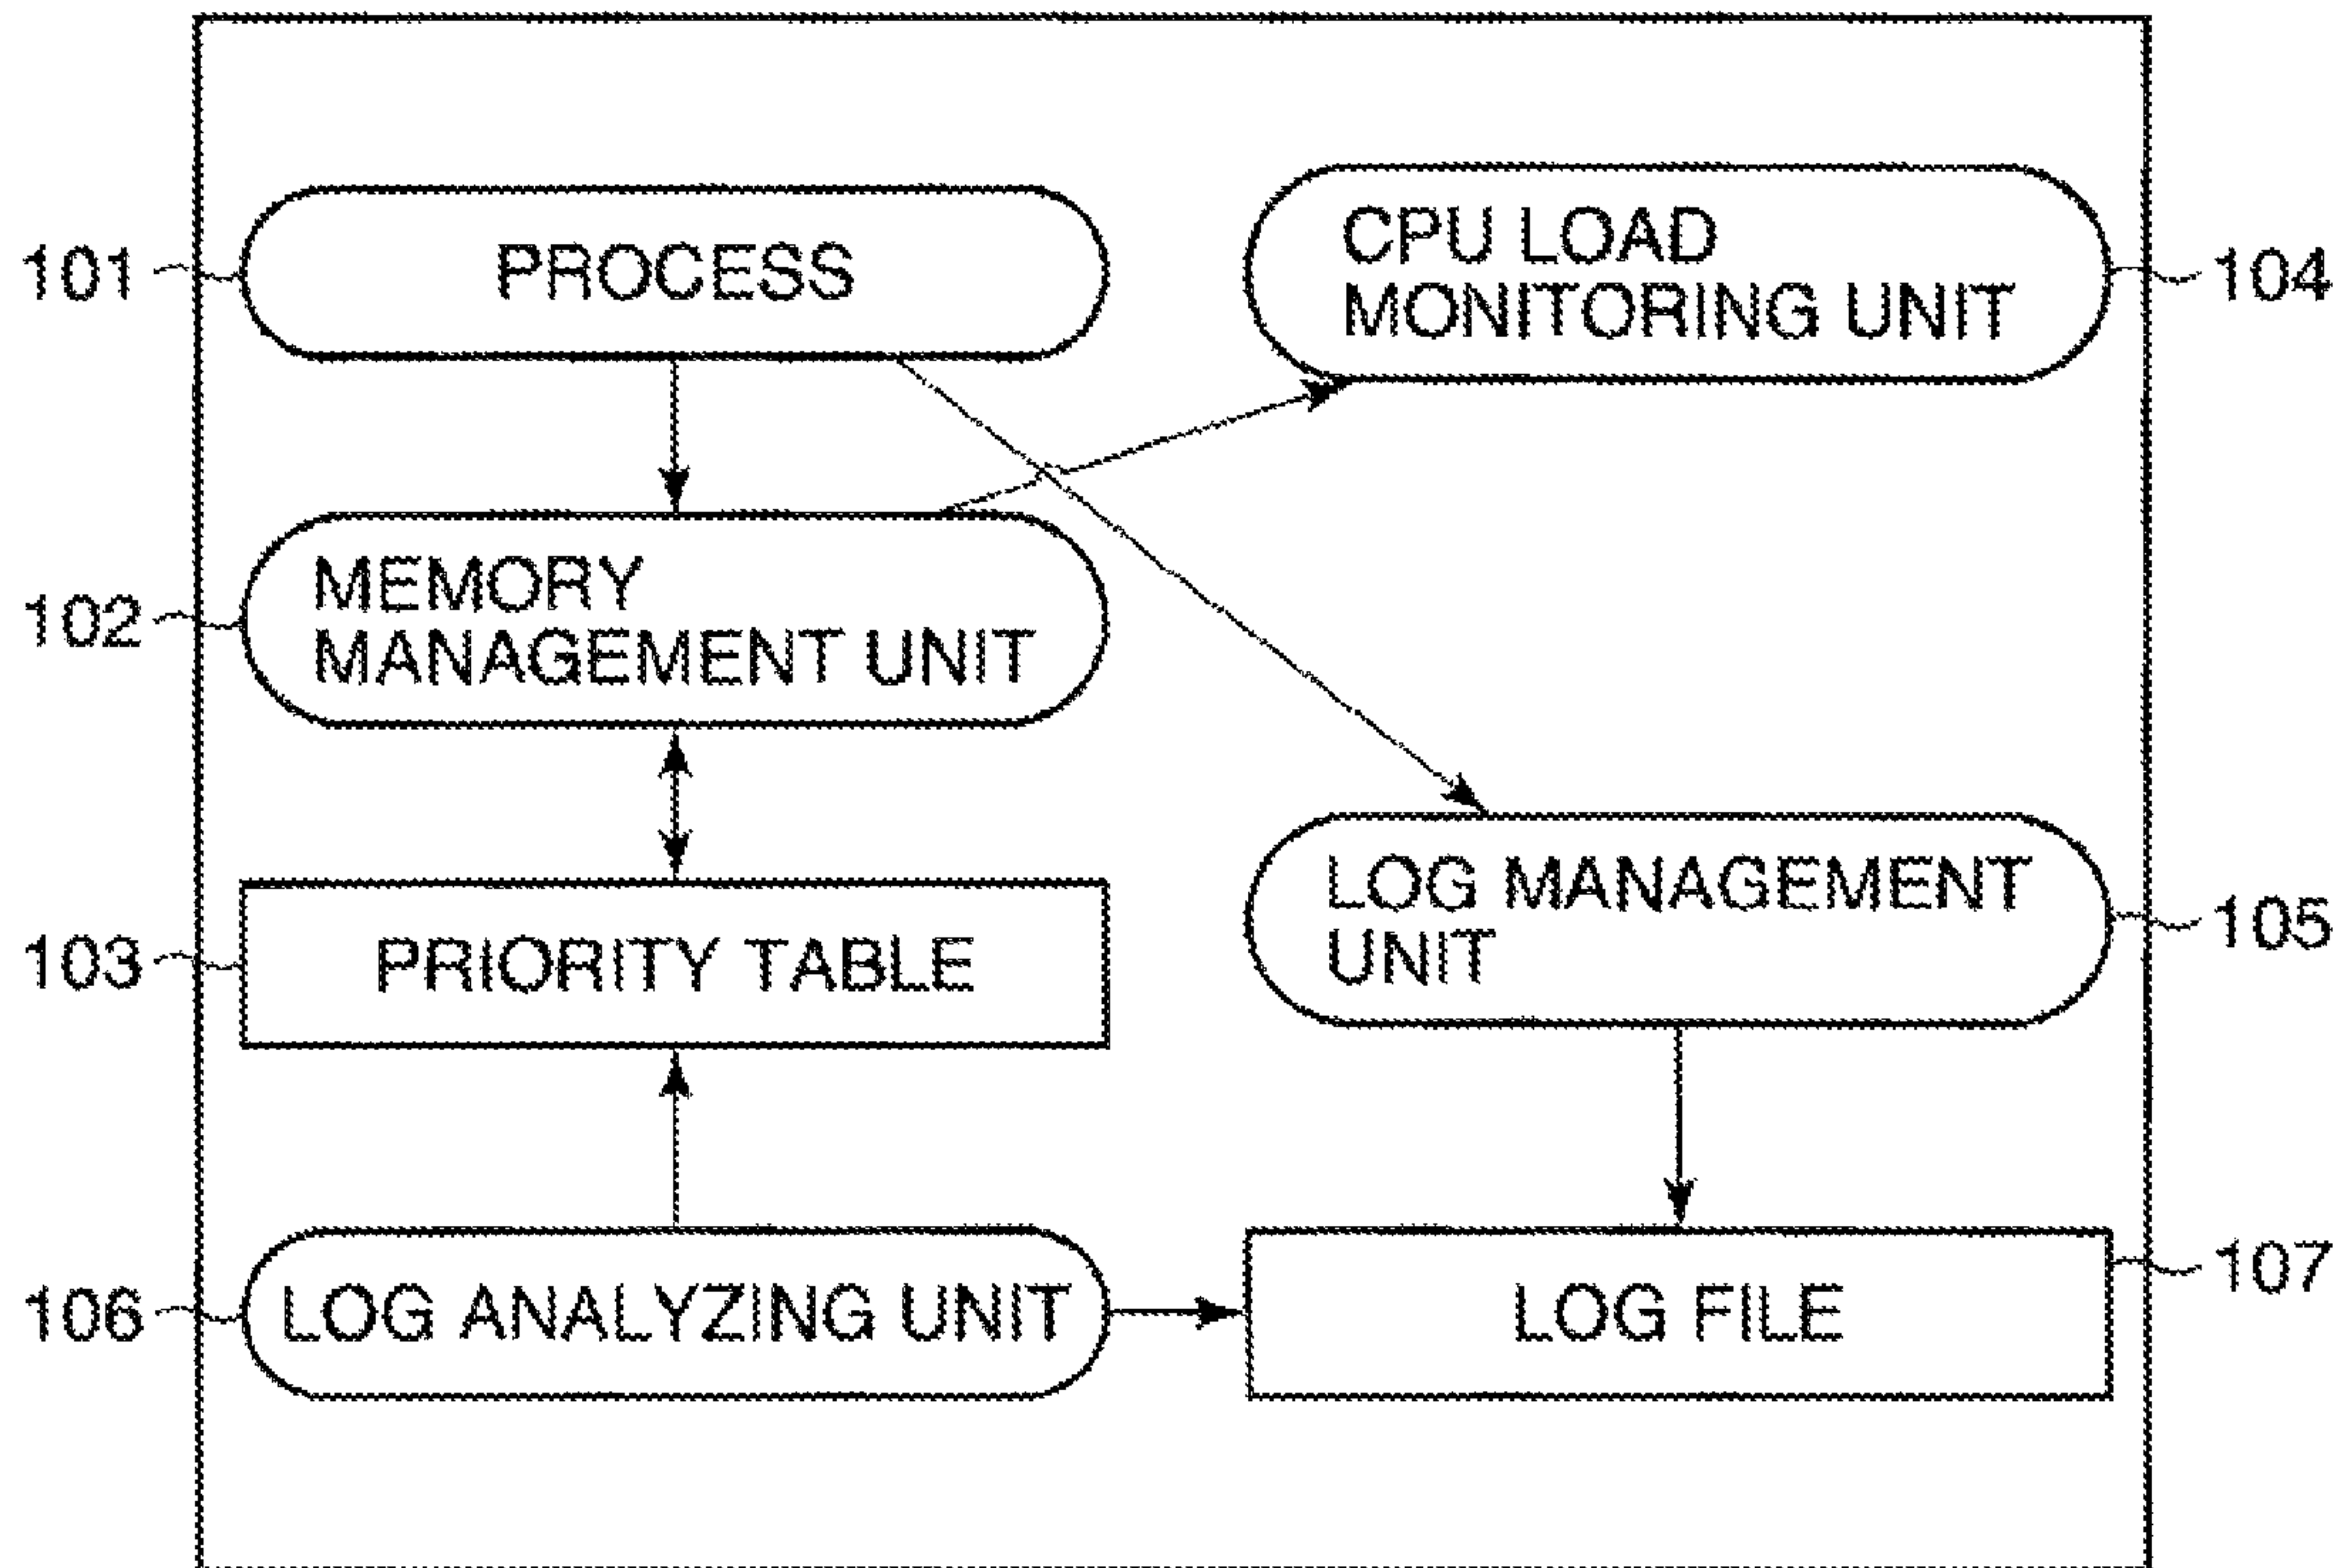 101
PROCESS
CPU LOAD
MONITORING UNIT
104
102
MEMORY
MANAGEMENT UNIT
103
PRIORITY TABLE
LOG MANAGEMENT
UNIT
105
106
LOG ANALYZING UNIT
LOG FILE
107